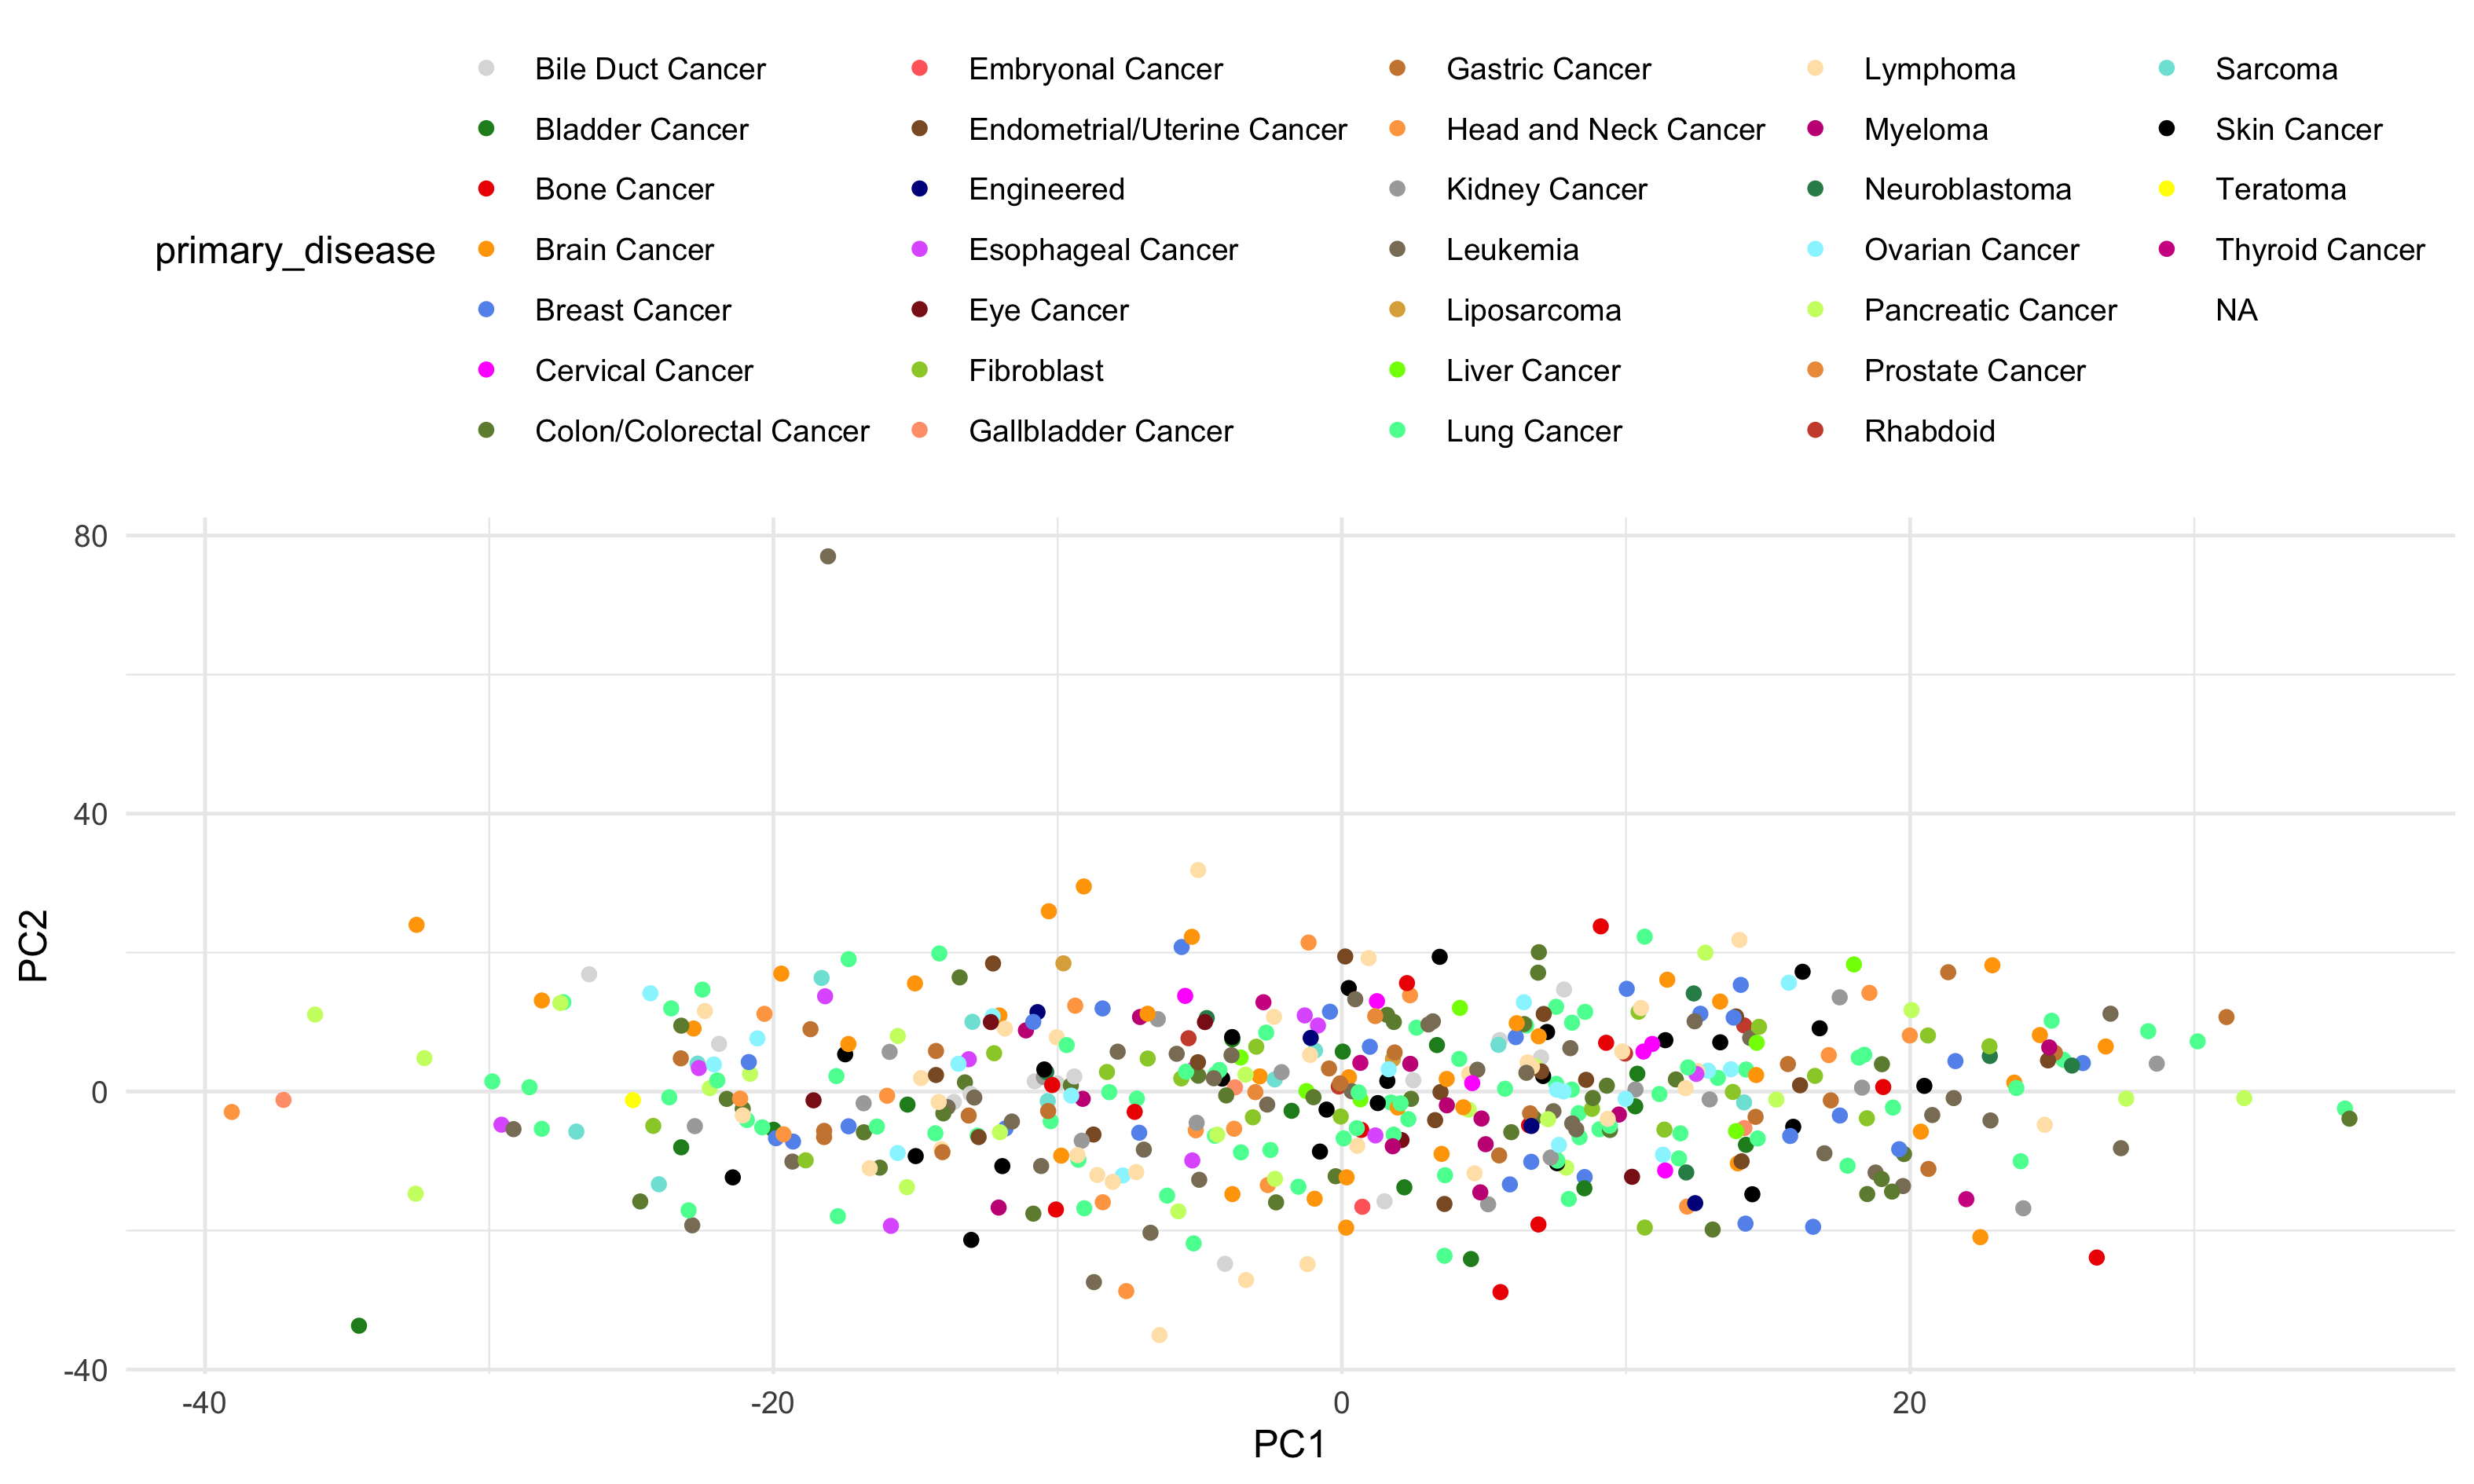 Bile Duct Cancer Embryonal Cancer Gastric Cancer Lymphoma Sarcoma
Bladder Cancer Endometrial/Uterine Cancer Head and Neck Cancer Myeloma Skin Cancer
Bone Cancer Engineered Kidney Cancer Neuroblastoma Teratoma
primary_disease Brain Cancer Esophageal Cancer Leukemia Ovarian Cancer Thyroid Cancer
Breast Cancer Eye Cancer Liposarcoma Pancreatic Cancer NA
Cervical Cancer Fibroblast Liver Cancer Prostate Cancer
Colon/Colorectal Cancer Gallbladder Cancer Lung Cancer Rhabdoid
80
40
PC2
0
-40
-40 -20 0 20
PC1